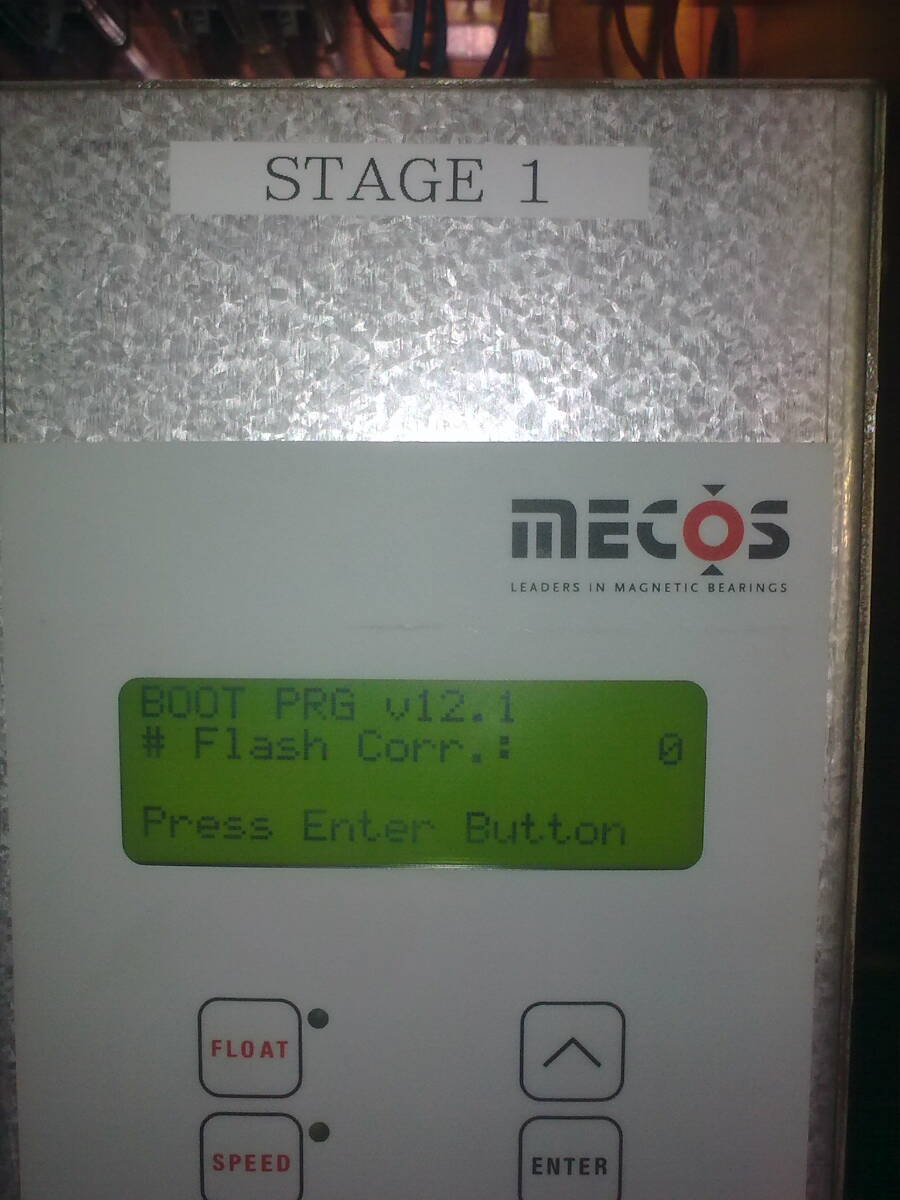 STAGE 1
MECOS
LEADERS IN MAGNETIC BEARINGS
BOOT PRG v12.1
# Flash Corr.: 0
Press Enter Button
FLOAT
SPEED
ENTER